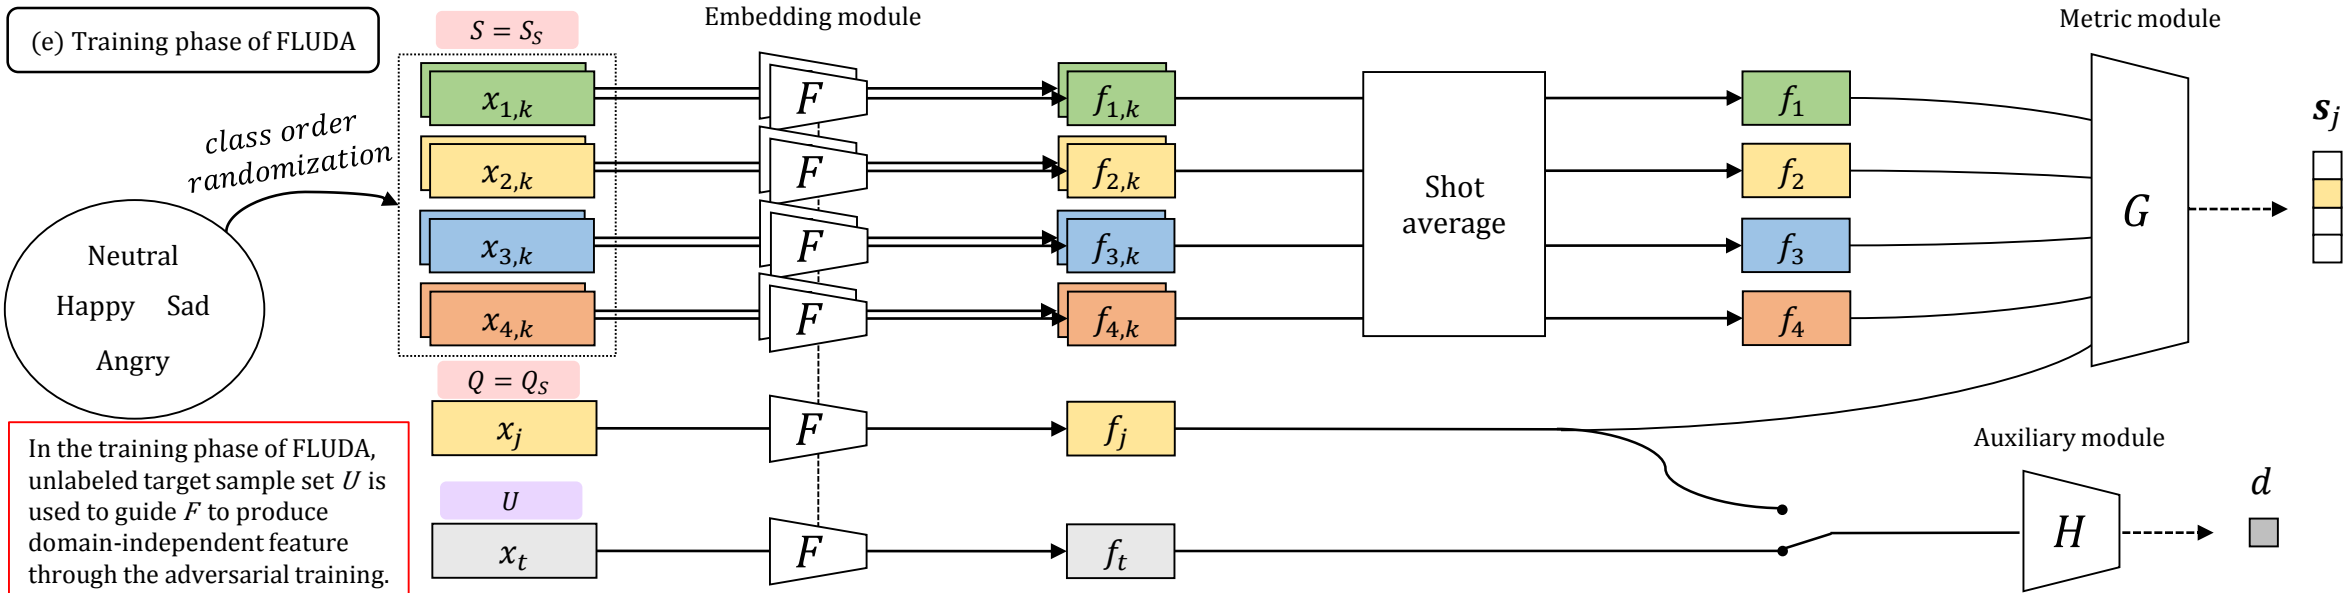 (e) Training phase of FLUDA
S = S_S
Embedding module
Metric module
class order
randomization
Neutral
Happy Sad
Angry
x_{1,k}
F
f_{1,k}
f_1
x_{2,k}
F
f_{2,k}
f_2
x_{3,k}
F
f_{3,k}
f_3
x_{4,k}
F
f_{4,k}
f_4
Shot
average
G
s_j
Q = Q_S
x_j
F
f_j
U
x_t
F
f_t
Auxiliary module
H
d
In the training phase of FLUDA,
unlabeled target sample set U is
used to guide F to produce
domain-independent feature
through the adversarial training.